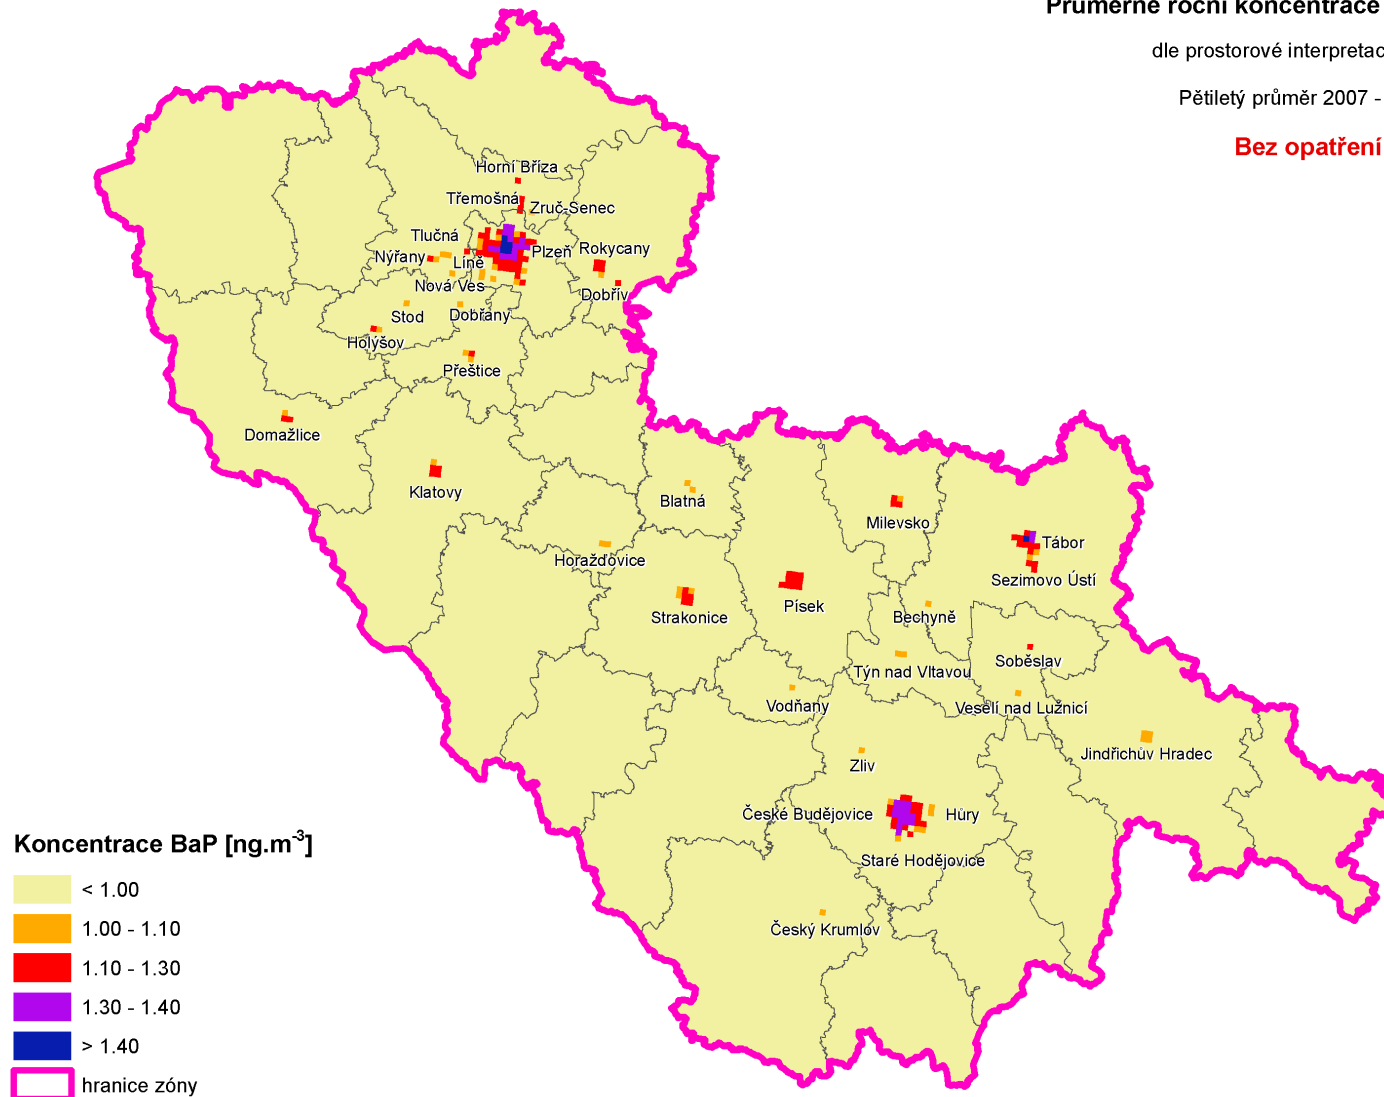 Průměrné roční koncentrace
dle prostorové interpretac
Pětiletý průměr 2007 -
Bez opatření
Horní Bříza
Třemošná
Zruč-Senec
Tlučná
Plzeň
Rokycany
Nýřany
Líně
Nová Ves
Dobřív
Stod
Dobřany
Holýšov
Přeštice
Domažlice
Klatovy
Blatná
Milevsko
Tábor
Horažďovice
Sezimovo Ústí
Strakonice
Písek
Bechyně
Soběslav
Týn nad Vltavou
Vodňany
Veselí nad Lužnicí
Jindřichův Hradec
Zliv
České Budějovice
Hůry
Staré Hodějovice
Český Krumlov
Koncentrace BaP [ng.m-3]
< 1.00
1.00 - 1.10
1.10 - 1.30
1.30 - 1.40
> 1.40
hranice zóny